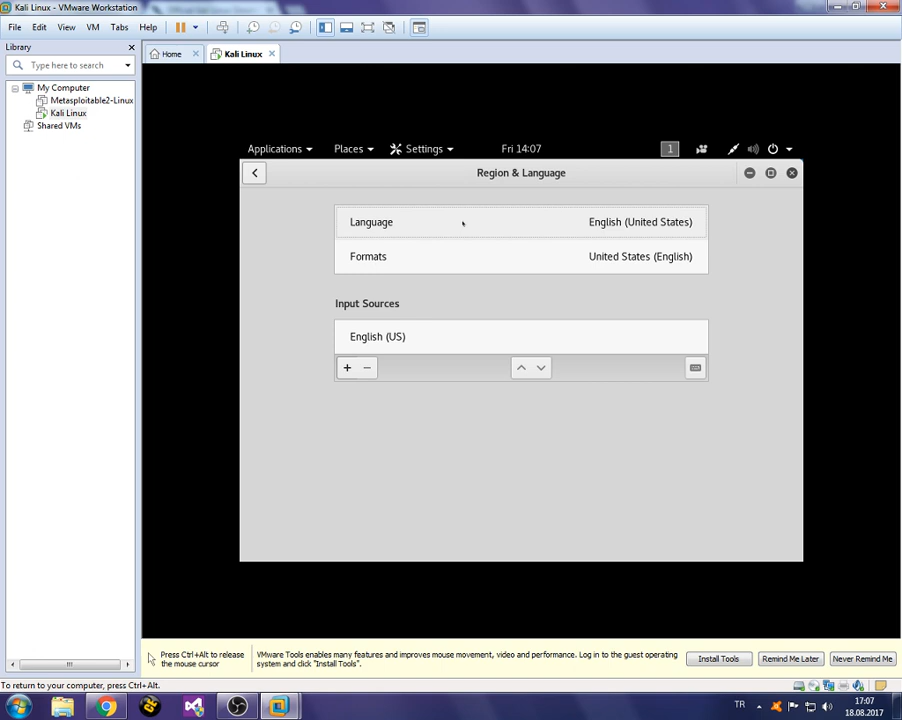 Kali Linux - VMware Workstation
File Edit View VM Tabs Help
Library
Type here to search
Home
Kali Linux
My Computer
Metasploitable2-Linux
Kali Linux
Shared VMs
Applications Places Settings Fri 14:07 1
Region & Language
Language English (United States)
Formats United States (English)
Input Sources
English (US)
Press Ctrl+Alt to release
the mouse cursor
VMware Tools enables many features and improves mouse movement, video and performance. Log in to the guest operating
system and click "Install Tools".
Install Tools Remind Me Later Never Remind Me
To return to your computer, press Ctrl+Alt.
TR
17:07
18.08.2017